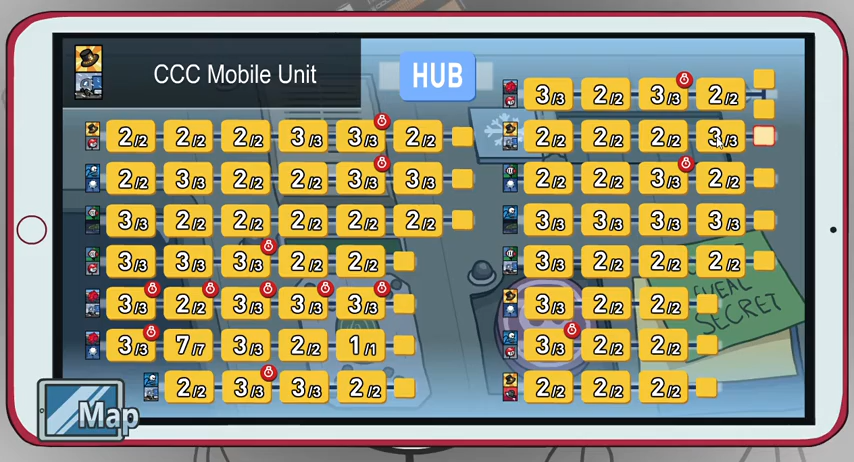 CCC Mobile Unit
HUB
3/3 2/2 3/3 2/2
2/2 2/2 2/2 3/3 3/3 2/2
2/2 2/2 2/2 3/3
2/2 3/3 2/2 2/2 3/3 3/3
2/2 2/2 3/3 2/2
3/3 2/2 2/2 2/2 2/2 2/2
3/3 3/3 3/3 3/3
3/3 3/3 3/3 2/2 2/2
3/3 2/2 2/2 2/2
3/3 2/2 3/3 3/3 3/3
3/3 2/2 2/2
3/3 7/7 3/3 2/2 1/1
3/3 2/2 2/2
2/2 3/3 3/3 2/2
2/2 2/2 2/2
SECRET
Map